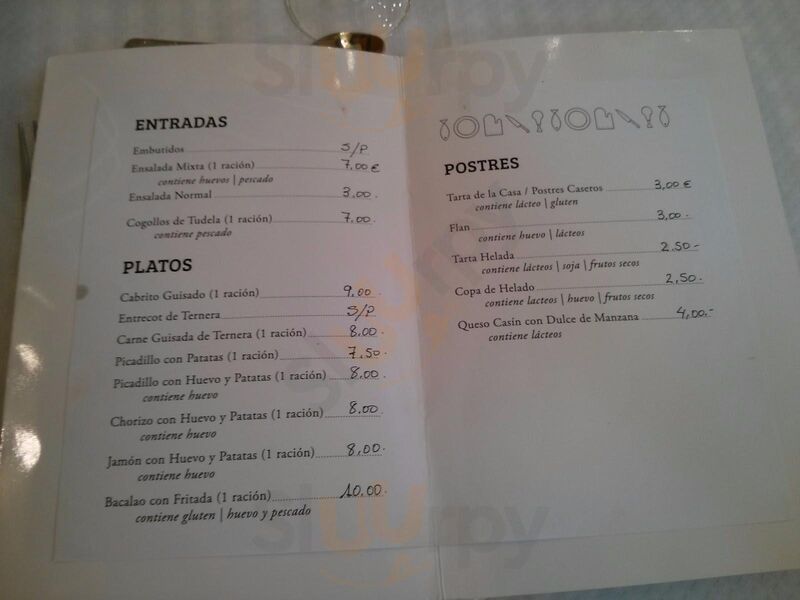 ENTRADAS
Embutidos S/P
Ensalada Mixta (1 ración) 7.00 €
contiene huevos | pescado
Ensalada Normal 3.00.
Cogollos de Tudela (1 ración) 7.00.
contiene pescado
PLATOS
Cabrito Guisado (1 ración) 9.00
Entrecot de Ternera S/P
Carne Guisada de Ternera (1 ración) 8.00
Picadillo con Patatas (1 ración) 7.50.
Picadillo con Huevo y Patatas (1 ración) 8.00
contiene huevo
Chorizo con Huevo y Patatas (1 ración) 8.00.
contiene huevo
Jamón con Huevo y Patatas (1 ración) 8,00.
contiene huevo
Bacalao con Fritada (1 ración) 10.00.
contiene gluten | huevo y pescado
POSTRES
Tarta de la Casa / Postres Caseros 3,00 €
contiene lácteo | gluten
Flan 3,00.
contiene huevo | lácteos
Tarta Helada 2.50-
contiene lácteos | soja | frutos secos
Copa de Helado 2,50.
contiene lacteos | huevo | frutos secos
Queso Casín con Dulce de Manzana 4,00.-
contiene lácteos
Sluurpy
Sluurpy
Sluurpy